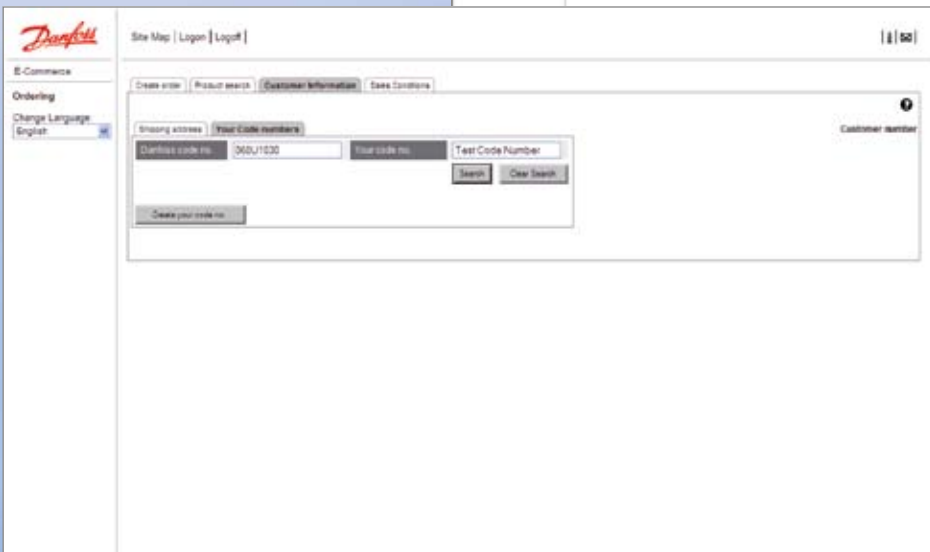 Danfoss
Site Map | Logon | Logoff |
E-Commerce
Ordering
Change Language
English
Create order
Product search
Customer Information
Sales Conditions
Customer number
Shipping address
Your Code numbers
Danfoss code no.
060U1030
Your code no.
Test Code Number
Search
Clear Search
Create your code no.